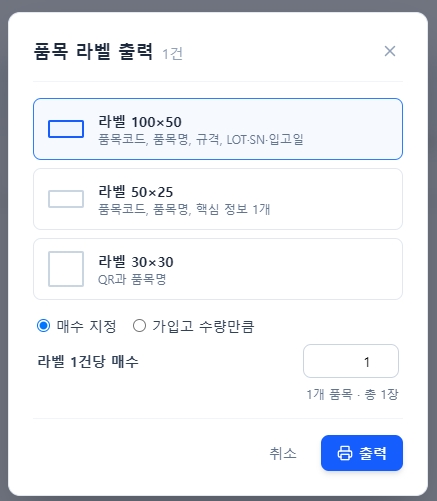 품목 라벨 출력 1건
라벨 100×50
품목코드, 품목명, 규격, LOT·SN·입고일
라벨 50×25
품목코드, 품목명, 핵심 정보 1개
라벨 30×30
QR과 품목명
매수 지정 가입고 수량만큼
라벨 1건당 매수 1
1개 품목 · 총 1장
취소 출력